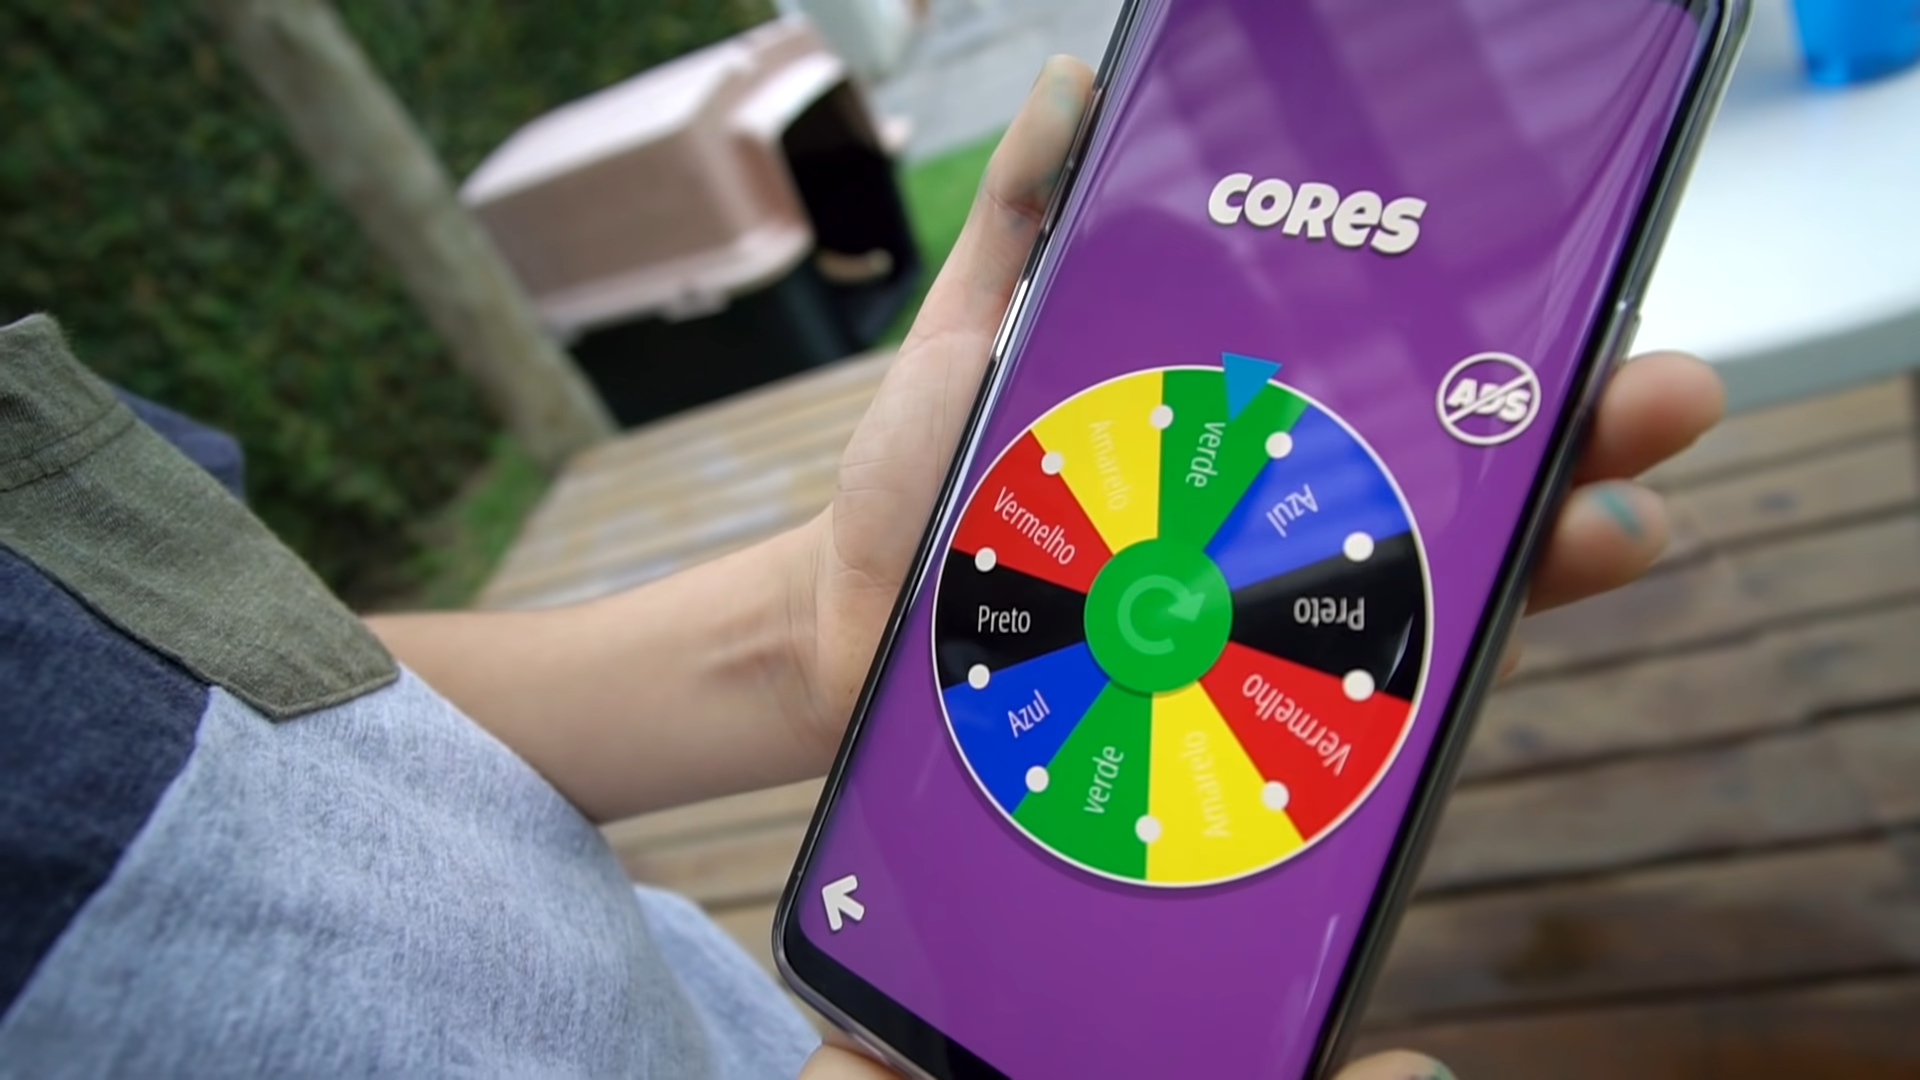 CORES
ADS
verde
Azul
Preto
Vermelho
Amarelo
verde
Azul
Preto
Vermelho
Amarelo